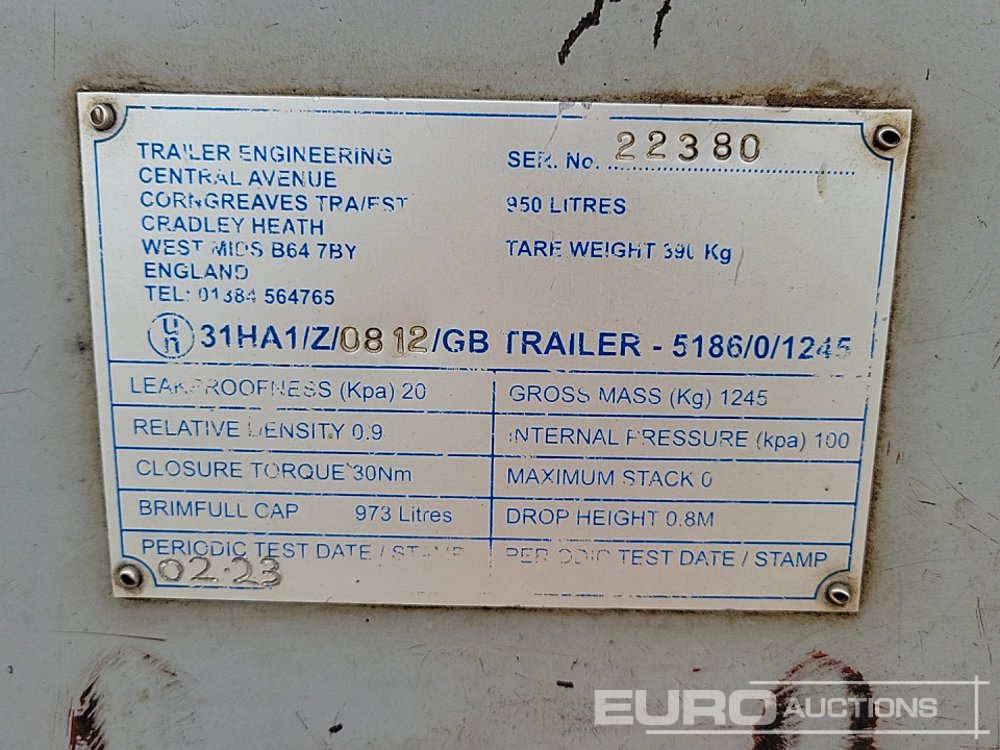 TRAILER ENGINEERING
CENTRAL AVENUE
CORNGREAVES TRA/EST
CRADLEY HEATH
WEST MIDS B64 7BY
ENGLAND
TEL: 01384 564765
SER. No. 22380
950 LITRES
TARE WEIGHT 390 Kg
un 31HA1/Z/0812/GB TRAILER - 5186/0/1245
LEAKPROOFNESS (Kpa) 20
GROSS MASS (Kg) 1245
RELATIVE DENSITY 0.9
INTERNAL PRESSURE (kpa) 100
CLOSURE TORQUE 30Nm
MAXIMUM STACK 0
BRIMFULL CAP 973 Litres
DROP HEIGHT 0.8M
PERIODIC TEST DATE / STAMP
PERIODIC TEST DATE / STAMP
02.23
EURO AUCTIONS